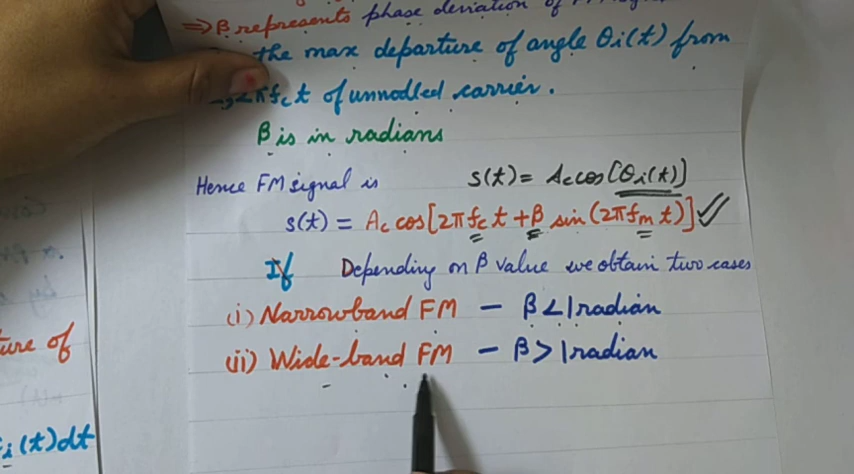 ⇒ β represents phase deviation of FM
the max departure of angle θi(t) from
2πfct of unmodled carrier.
β is in radians
Hence FM signal is s(t) = Ac cos[θi(t)]
s(t) = Ac cos[2πfct + β sin(2πfmt)]
If Depending on β value we obtain two cases
(i) Narrowband FM – β < 1 radian
(ii) Wide-band FM – β > 1 radian
ure of
i(t)dt